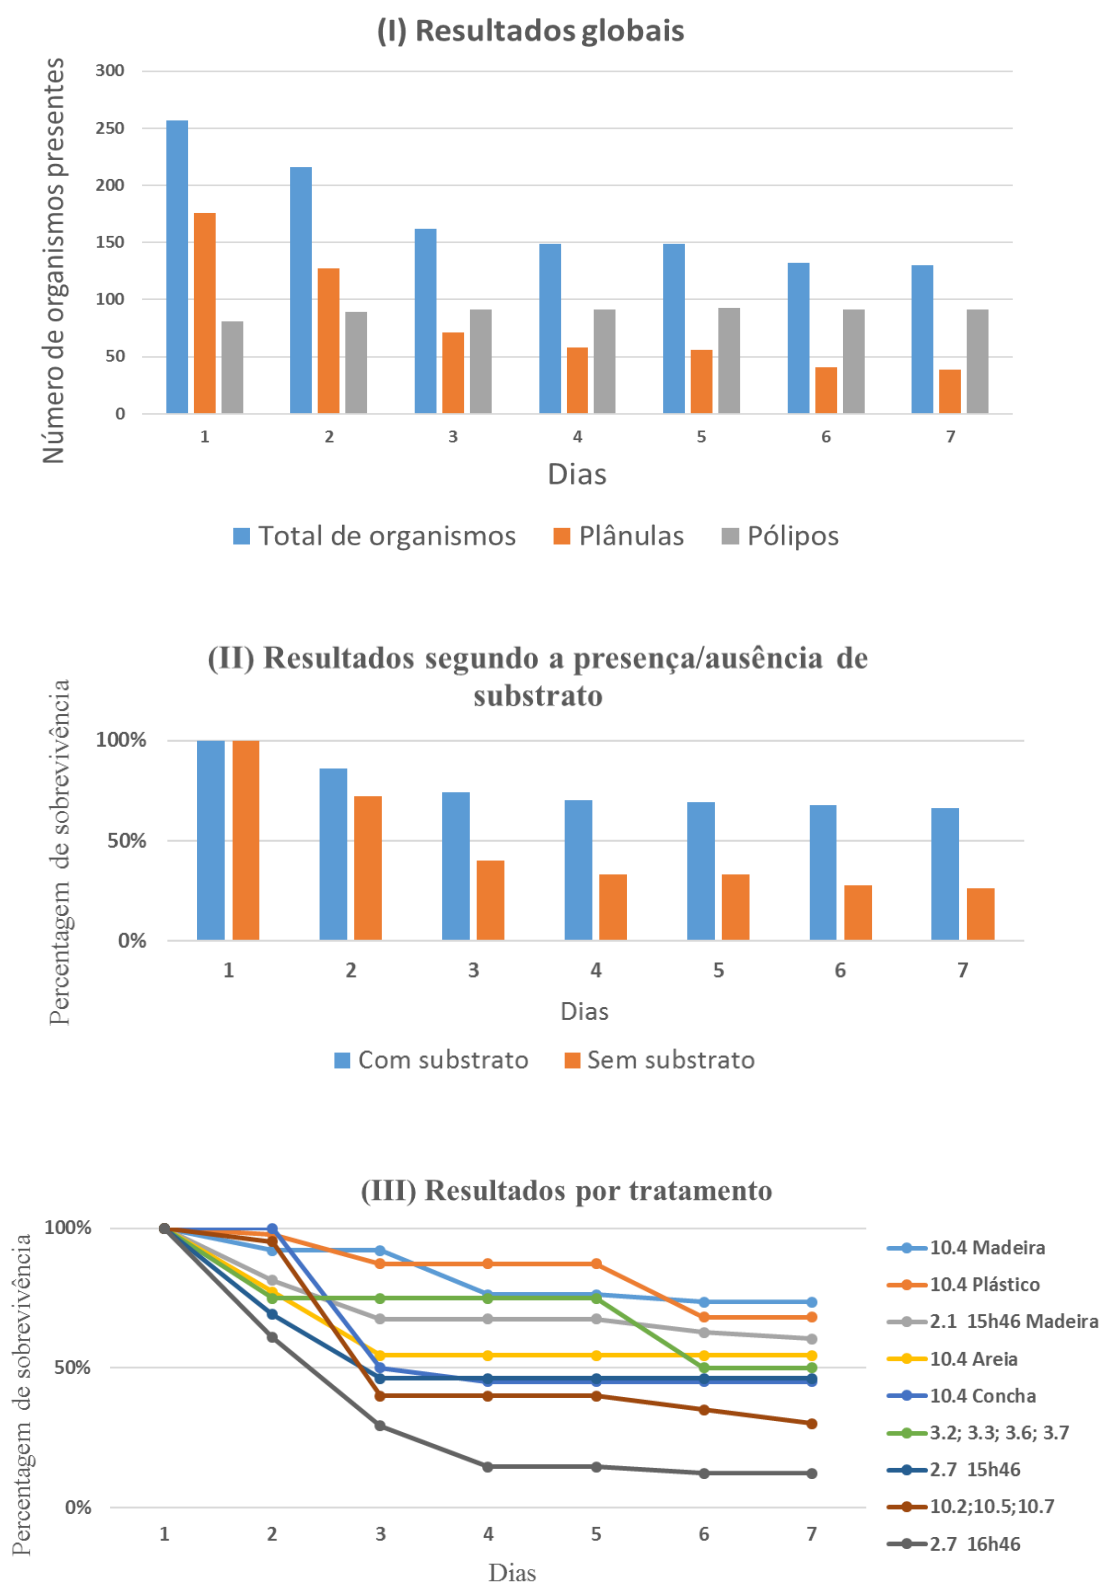 (I) Resultados globais
Número de organismos presentes
300
250
200
150
100
50
0
1 2 3 4 5 6 7
Dias
Total de organismos Plânulas Pólipos
(II) Resultados segundo a presença/ausência de
substrato
Percentagem de sobrevivência
100%
50%
0%
1 2 3 4 5 6 7
Dias
Com substrato Sem substrato
(III) Resultados por tratamento
Percentagem de sobrevivência
100%
50%
0%
1 2 3 4 5 6 7
Dias
10.4 Madeira
10.4 Plástico
2.1 15h46 Madeira
10.4 Areia
10.4 Concha
3.2; 3.3; 3.6; 3.7
2.7 15h46
10.2;10.5;10.7
2.7 16h46